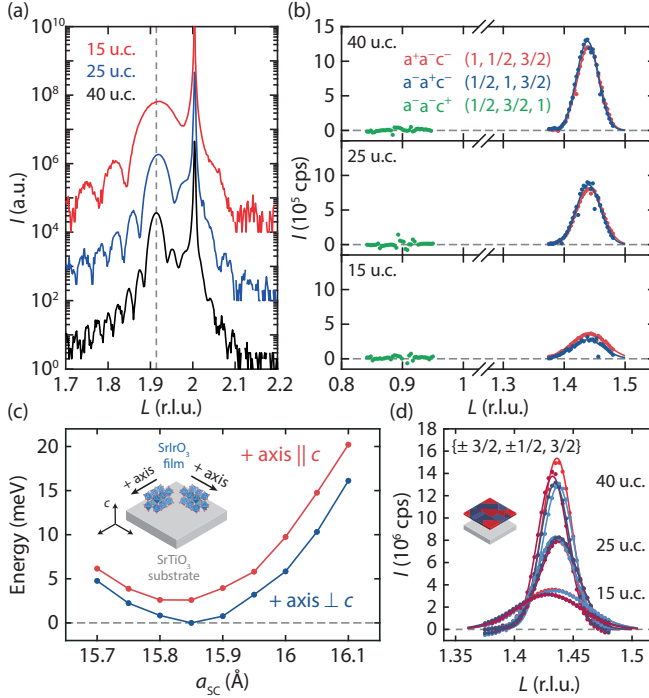 (a)
15 u.c.
25 u.c.
40 u.c.
10¹⁰
10⁸
10⁶
10⁴
10²
10⁰
I (a.u.)
1.7 1.8 1.9 2 2.1 2.2
L (r.l.u.)
(b)
40 u.c.
a⁺a⁻c⁻ (1, 1/2, 3/2)
a⁻a⁺c⁻ (1/2, 1, 3/2)
a⁻a⁻c⁺ (1/2, 3/2, 1)
10
5
0
25 u.c.
10
5
0
15 u.c.
10
5
0
I (10⁵ cps)
0.8 0.9 1 1.3 1.4 1.5
L (r.l.u.)
(c)
20
15
10
5
0
Energy (meV)
SrIrO₃
film
+ axis
+ axis
c
SrTiO₃
substrate
+ axis || c
+ axis ⊥ c
15.7 15.8 15.9 16 16.1
a_SC (Å)
(d)
{± 3/2, ±1/2, 3/2}
18
16
14
12
10
8
6
4
2
0
I (10⁶ cps)
40 u.c.
25 u.c.
15 u.c.
1.35 1.4 1.45 1.5
L (r.l.u.)